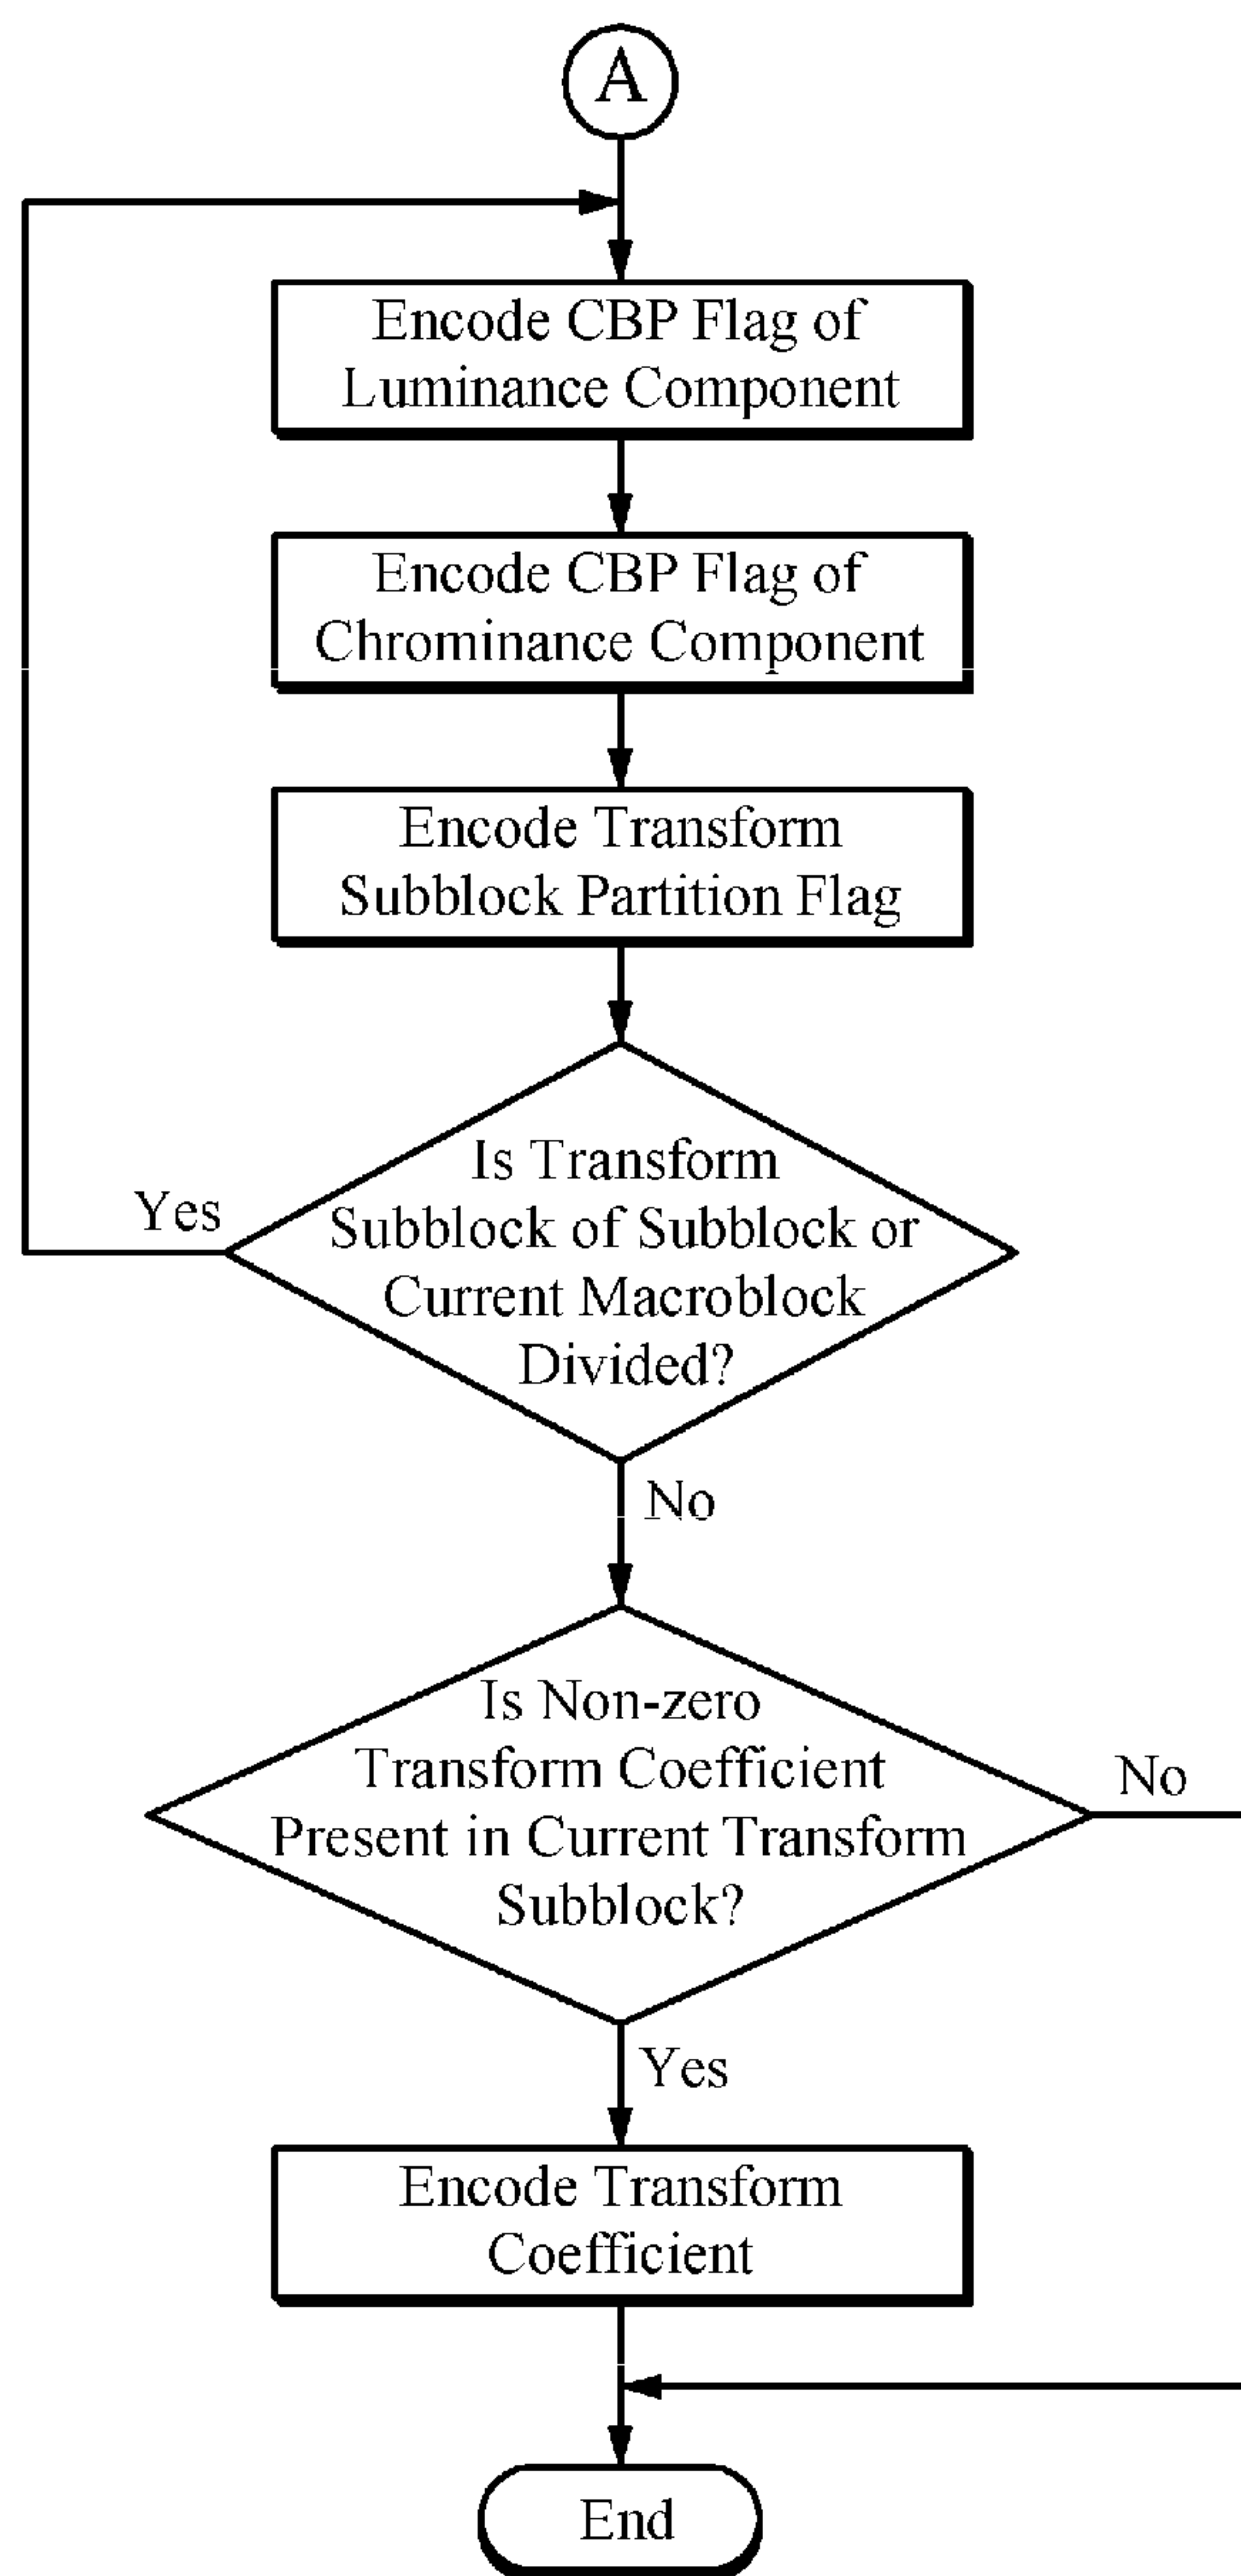 A
Encode CBP Flag of
Luminance Component
Encode CBP Flag of
Chrominance Component
Encode Transform
Subblock Partition Flag
Is Transform
Subblock of Subblock or
Current Macroblock
Divided?
Yes
No
Is Non-zero
Transform Coefficient
Present in Current Transform
Subblock?
No
Yes
Encode Transform
Coefficient
End